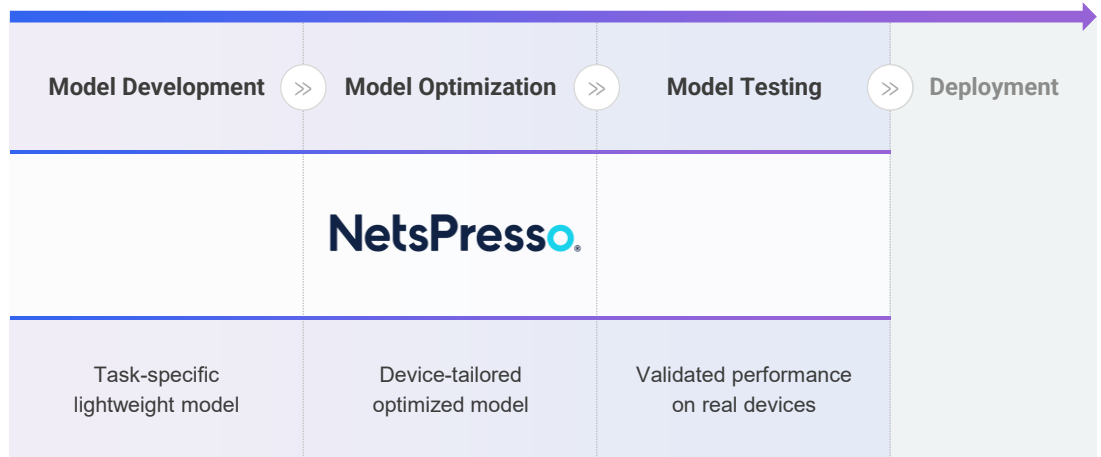 Model Development
Model Optimization
Model Testing
Deployment
NetsPresso®
Task-specific
lightweight model
Device-tailored
optimized model
Validated performance
on real devices